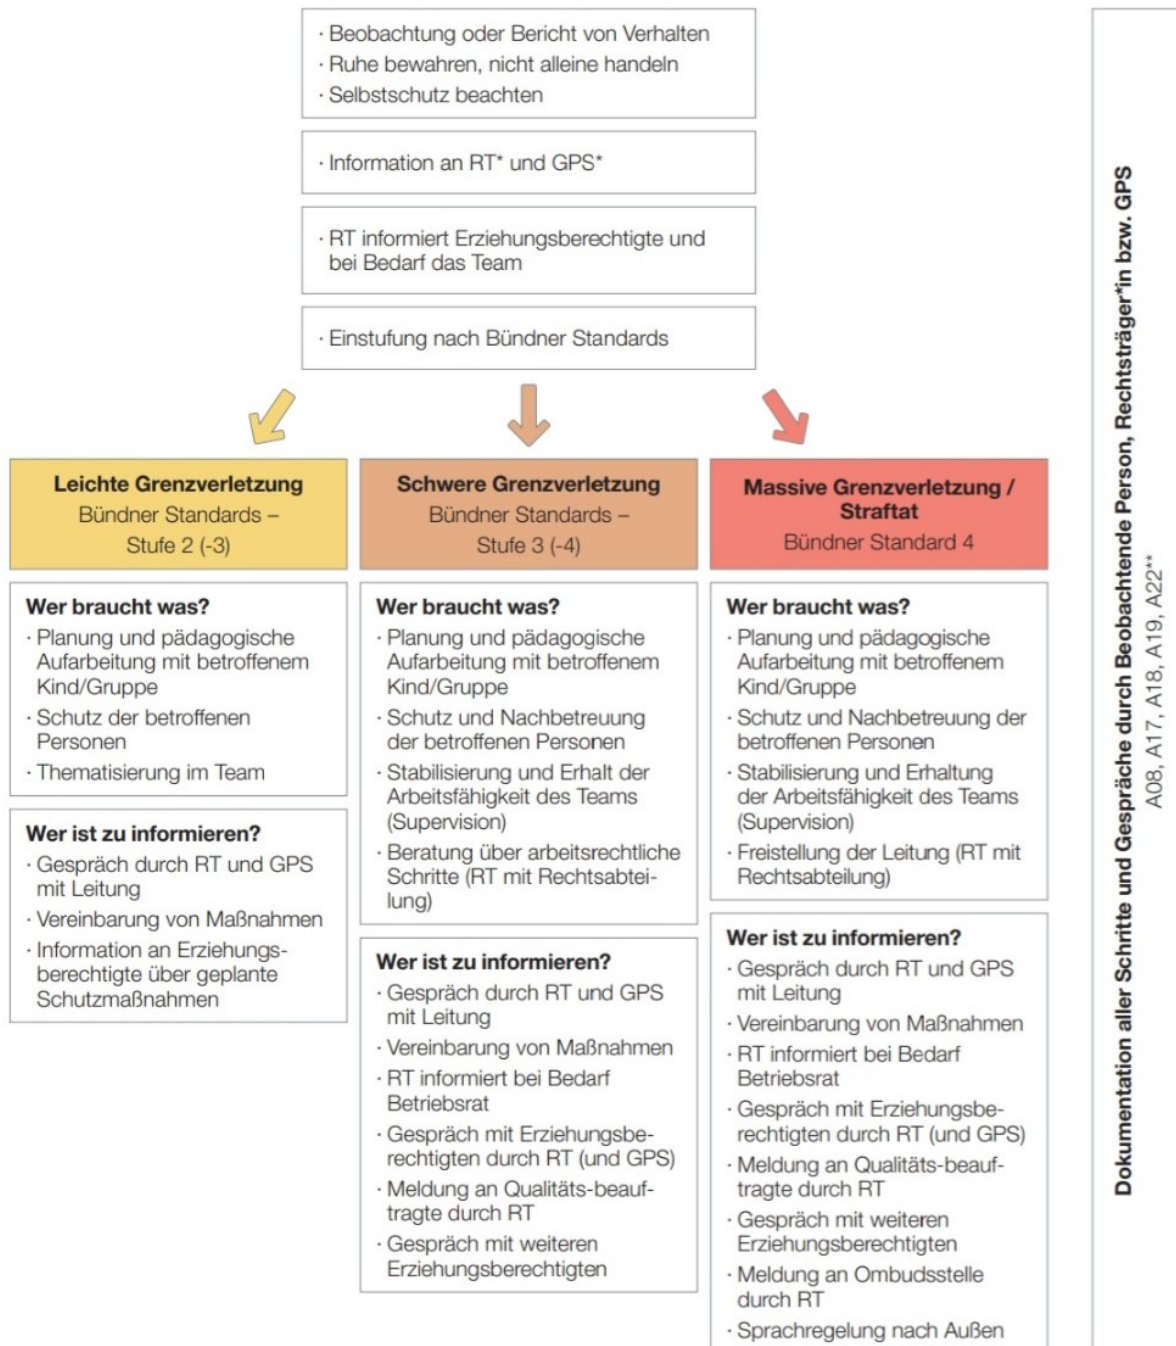 · Beobachtung oder Bericht von Verhalten
· Ruhe bewahren, nicht alleine handeln
· Selbstschutz beachten
· Information an RT* und GPS*
· RT informiert Erziehungsberechtigte und
bei Bedarf das Team
· Einstufung nach Bündner Standards
Leichte Grenzverletzung
Bündner Standards –
Stufe 2 (-3)
Wer braucht was?
· Planung und pädagogische
Aufarbeitung mit betroffenem
Kind/Gruppe
· Schutz der betroffenen
Personen
· Thematisierung im Team
Wer ist zu informieren?
· Gespräch durch RT und GPS
mit Leitung
· Vereinbarung von Maßnahmen
· Information an Erziehungs-
berechtigte über geplante
Schutzmaßnahmen
Schwere Grenzverletzung
Bündner Standards –
Stufe 3 (-4)
Wer braucht was?
· Planung und pädagogische
Aufarbeitung mit betroffenem
Kind/Gruppe
· Schutz und Nachbetreuung
der betroffenen Personen
· Stabilisierung und Erhalt der
Arbeitsfähigkeit des Teams
(Supervision)
· Beratung über arbeitsrechtliche
Schritte (RT mit Rechtsabtei-
lung)
Wer ist zu informieren?
· Gespräch durch RT und GPS
mit Leitung
· Vereinbarung von Maßnahmen
· RT informiert bei Bedarf
Betriebsrat
· Gespräch mit Erziehungsbe-
rechtigten durch RT (und GPS)
· Meldung an Qualitäts-beauf-
tragte durch RT
· Gespräch mit weiteren
Erziehungsberechtigten
Massive Grenzverletzung /
Straftat
Bündner Standard 4
Wer braucht was?
· Planung und pädagogische
Aufarbeitung mit betroffenem
Kind/Gruppe
· Schutz und Nachbetreuung der
betroffenen Personen
· Stabilisierung und Erhaltung
der Arbeitsfähigkeit des Teams
(Supervision)
· Freistellung der Leitung (RT mit
Rechtsabteilung)
Wer ist zu informieren?
· Gespräch durch RT und GPS
mit Leitung
· Vereinbarung von Maßnahmen
· RT informiert bei Bedarf
Betriebsrat
· Gespräch mit Erziehungsbe-
rechtigten durch RT (und GPS)
· Meldung an Qualitäts-beauf-
tragte durch RT
· Gespräch mit weiteren
Erziehungsberechtigten
· Meldung an Ombudsstelle
durch RT
· Sprachregelung nach Außen
Dokumentation aller Schritte und Gespräche durch Beobachtende Person, Rechtsträger*in bzw. GPS
A08, A17, A18, A19, A22**